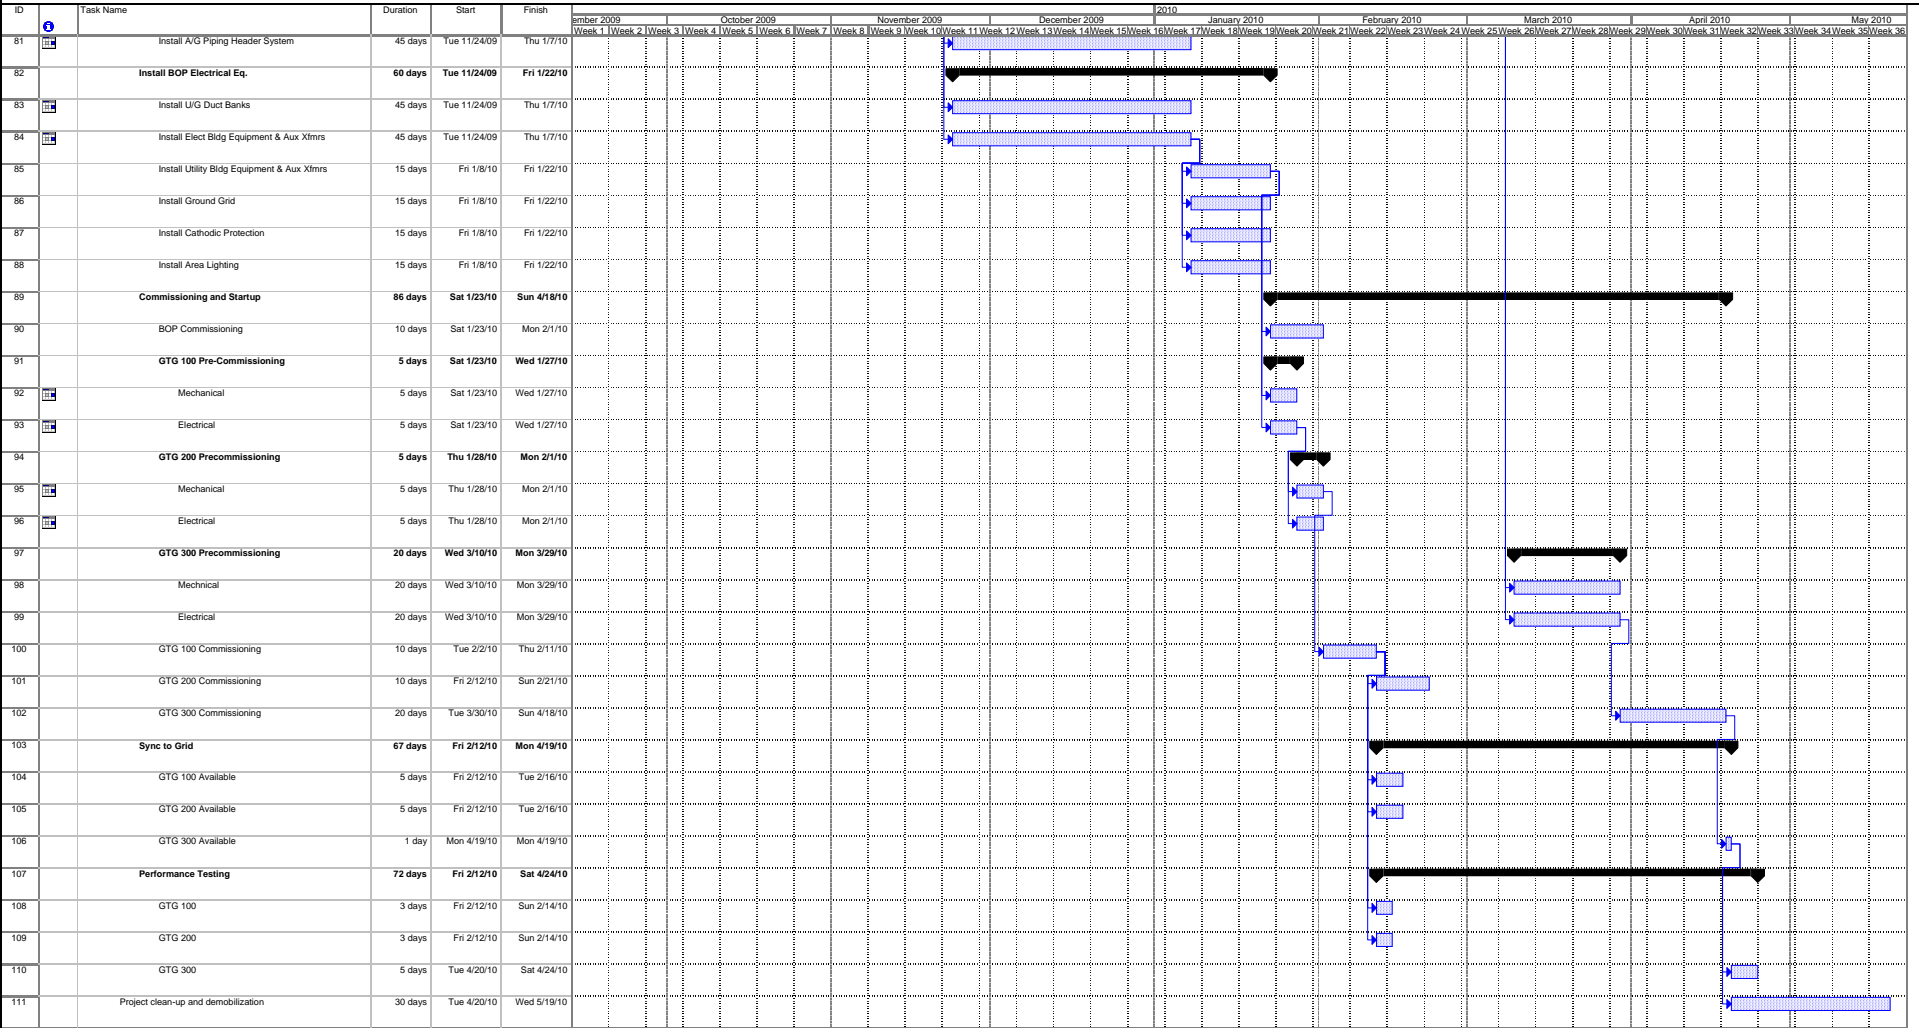 ID Task Name Duration Start Finish
2010
ember 2009 October 2009 November 2009 December 2009 January 2010 February 2010 March 2010 April 2010 May 2010
Week 1 Week 2 Week 3 Week 4 Week 5 Week 6 Week 7 Week 8 Week 9 Week 10 Week 11 Week 12 Week 13 Week 14 Week 15 Week 16 Week 17 Week 18 Week 19 Week 20 Week 21 Week 22 Week 23 Week 24 Week 25 Week 26 Week 27 Week 28 Week 29 Week 30 Week 31 Week 32 Week 33 Week 34 Week 35 Week 36
81 Install A/G Piping Header System 45 days Tue 11/24/09 Thu 1/7/10
82 Install BOP Electrical Eq. 60 days Tue 11/24/09 Fri 1/22/10
83 Install U/G Duct Banks 45 days Tue 11/24/09 Thu 1/7/10
84 Install Elect Bldg Equipment & Aux Xfmrs 45 days Tue 11/24/09 Thu 1/7/10
85 Install Utility Bldg Equipment & Aux Xfmrs 15 days Fri 1/8/10 Fri 1/22/10
86 Install Ground Grid 15 days Fri 1/8/10 Fri 1/22/10
87 Install Cathodic Protection 15 days Fri 1/8/10 Fri 1/22/10
88 Install Area Lighting 15 days Fri 1/8/10 Fri 1/22/10
89 Commissioning and Startup 86 days Sat 1/23/10 Sun 4/18/10
90 BOP Commissioning 10 days Sat 1/23/10 Mon 2/1/10
91 GTG 100 Pre-Commissioning 5 days Sat 1/23/10 Wed 1/27/10
92 Mechanical 5 days Sat 1/23/10 Wed 1/27/10
93 Electrical 5 days Sat 1/23/10 Wed 1/27/10
94 GTG 200 Precommissioning 5 days Thu 1/28/10 Mon 2/1/10
95 Mechanical 5 days Thu 1/28/10 Mon 2/1/10
96 Electrical 5 days Thu 1/28/10 Mon 2/1/10
97 GTG 300 Precommissioning 20 days Wed 3/10/10 Mon 3/29/10
98 Mechnical 20 days Wed 3/10/10 Mon 3/29/10
99 Electrical 20 days Wed 3/10/10 Mon 3/29/10
100 GTG 100 Commissioning 10 days Tue 2/2/10 Thu 2/11/10
101 GTG 200 Commissioning 10 days Fri 2/12/10 Sun 2/21/10
102 GTG 300 Commissioning 20 days Tue 3/30/10 Sun 4/18/10
103 Sync to Grid 67 days Fri 2/12/10 Mon 4/19/10
104 GTG 100 Available 5 days Fri 2/12/10 Tue 2/16/10
105 GTG 200 Available 5 days Fri 2/12/10 Tue 2/16/10
106 GTG 300 Available 1 day Mon 4/19/10 Mon 4/19/10
107 Performance Testing 72 days Fri 2/12/10 Sat 4/24/10
108 GTG 100 3 days Fri 2/12/10 Sun 2/14/10
109 GTG 200 3 days Fri 2/12/10 Sun 2/14/10
110 GTG 300 5 days Tue 4/20/10 Sat 4/24/10
111 Project clean-up and demobilization 30 days Tue 4/20/10 Wed 5/19/10